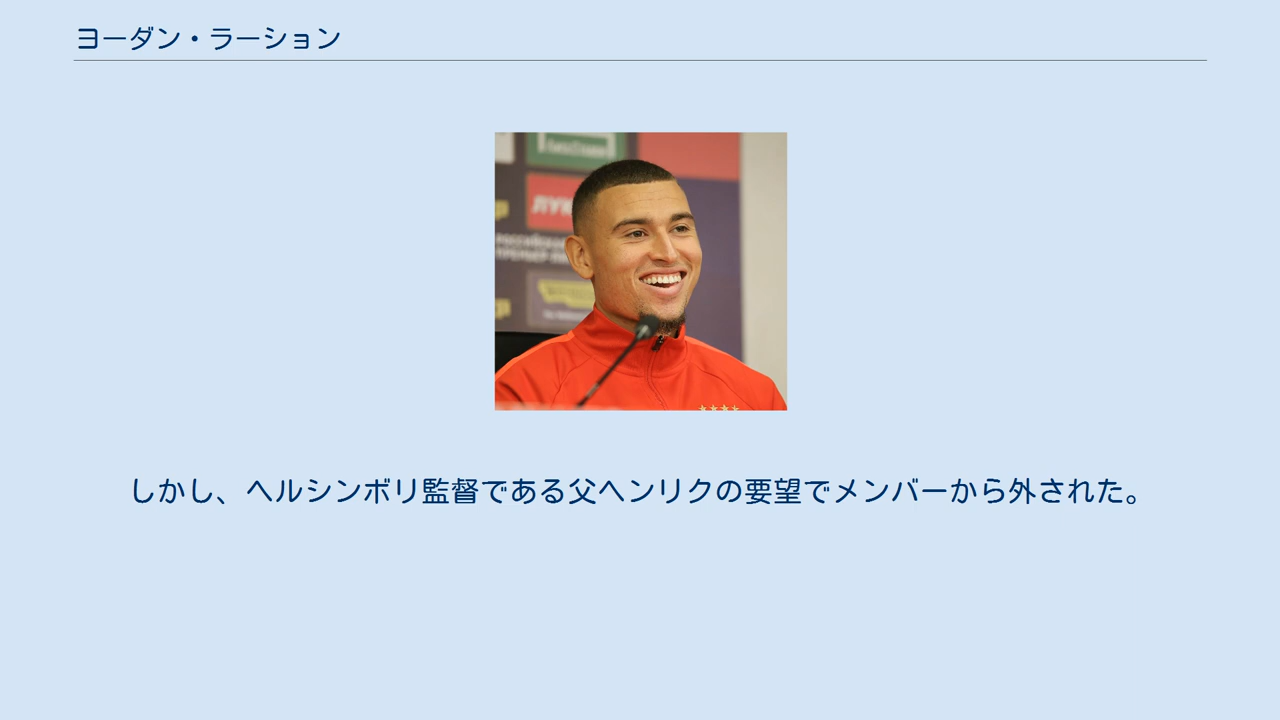 ヨーダン・ラーション
ЛУК
しかし、ヘルシンボリ監督である父ヘンリクの要望でメンバーから外された。